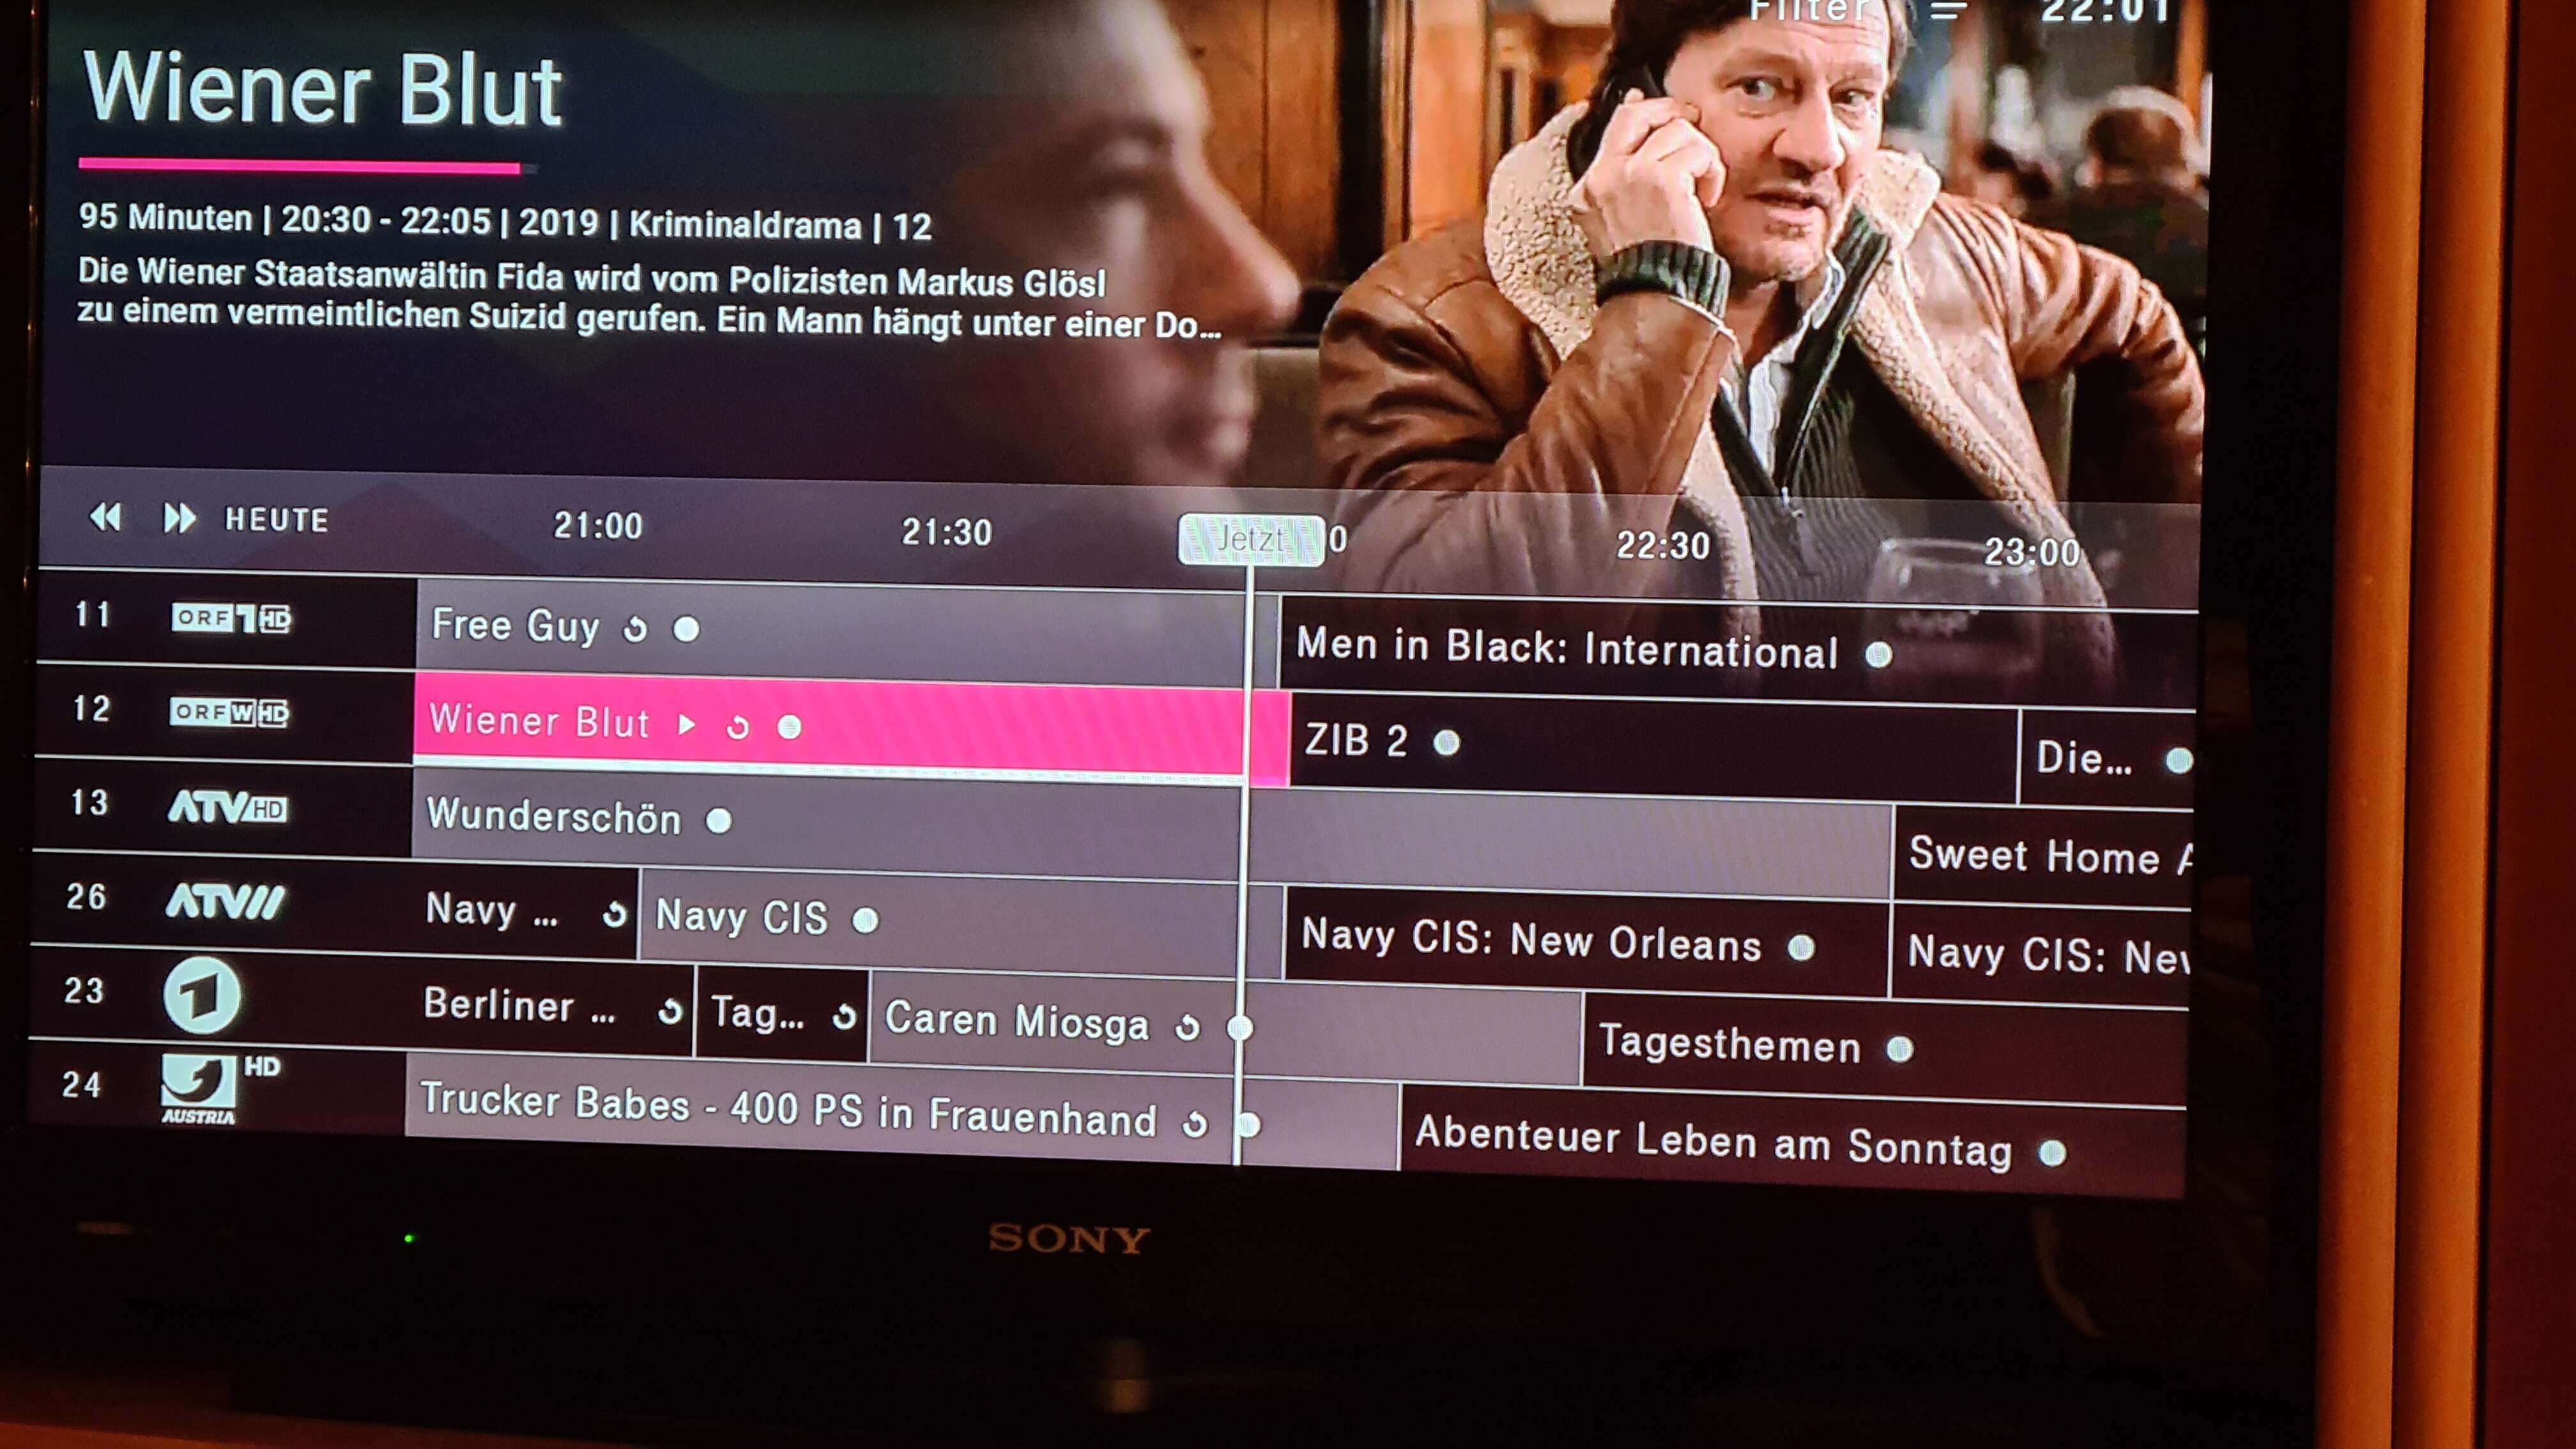 Filter 22:01
Wiener Blut
95 Minuten | 20:30 - 22:05 | 2019 | Kriminaldrama | 12
Die Wiener Staatsanwältin Fida wird vom Polizisten Markus Glösl
zu einem vermeintlichen Suizid gerufen. Ein Mann hängt unter einer Do...
HEUTE 21:00 21:30 Jetzt 0 22:30 23:00
11 ORF 1 HD Free Guy Men in Black: International
12 ORF W HD Wiener Blut ZIB 2 Die...
13 ATV HD Wunderschön Sweet Home A
26 ATV II Navy ... Navy CIS Navy CIS: New Orleans Navy CIS: Nev
23 1 Berliner ... Tag... Caren Miosga Tagesthemen
24 HD AUSTRIA Trucker Babes - 400 PS in Frauenhand Abenteuer Leben am Sonntag
SONY